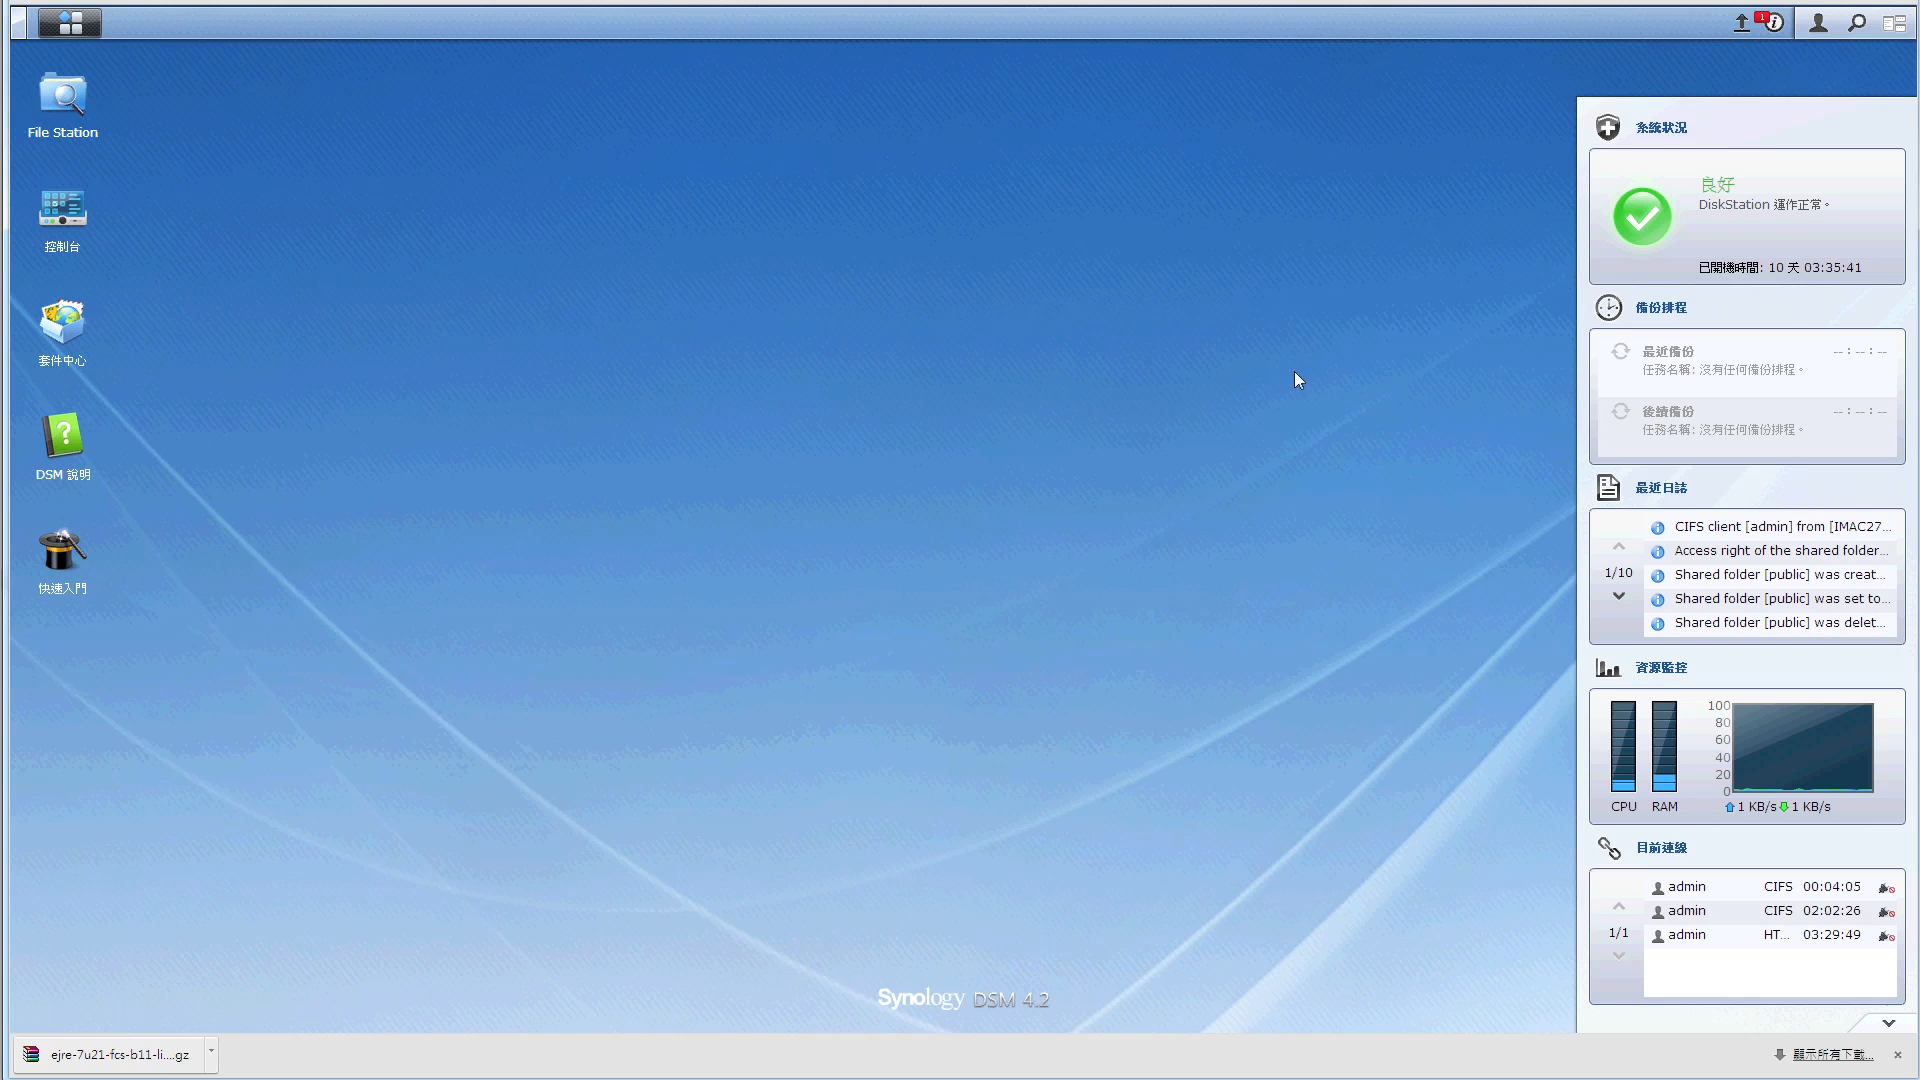 1
File Station
控制台
套件中心
DSM 說明
快速入門
系統狀況
良好
DiskStation 運作正常。
已開機時間: 10 天 03:35:41
備份排程
最近備份 -- : -- : --
任務名稱: 沒有任何備份排程。
後續備份 -- : -- : --
任務名稱: 沒有任何備份排程。
最近日誌
CIFS client [admin] from [IMAC27...
Access right of the shared folder...
1/10
Shared folder [public] was creat...
Shared folder [public] was set to...
Shared folder [public] was delet...
資源監控
100
80
60
40
20
0
CPU RAM 1 KB/s 1 KB/s
目前連線
admin CIFS 00:04:05
admin CIFS 02:02:26
1/1
admin HT... 03:29:49
Synology DSM 4.2
ejre-7u21-fcs-b11-li....gz
顯示所有下載...